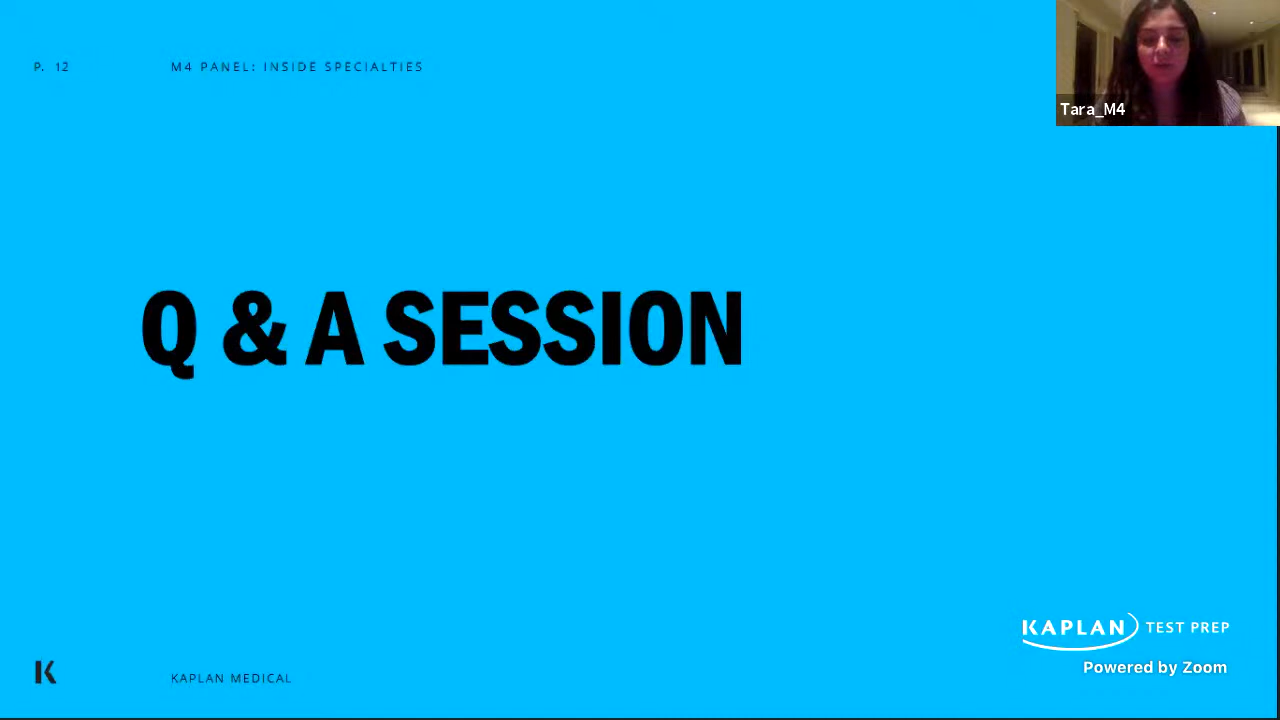 P. 12 M4 PANEL: INSIDE SPECIALTIES
Tara_M4
Q & A SESSION
KAPLAN TEST PREP
Powered by Zoom
K KAPLAN MEDICAL